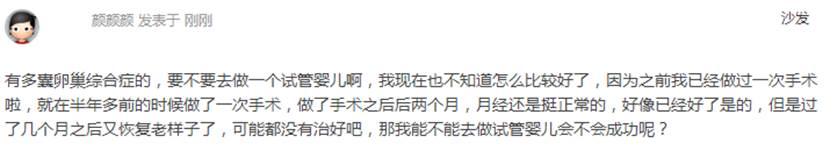 颜颜颜 发表于 刚刚
沙发
有多囊卵巢综合症的，要不要去做一个试管婴儿啊，我现在也不知道怎么比较好了，因为之前我已经做过一次手术
啦，就在半年多前的时候做了一次手术，做了手术之后后两个月，月经还是挺正常的，好像已经好了是的，但是过
了几个月之后又恢复老样子了，可能都没有治好吧，那我能不能去做试管婴儿会不会成功呢？